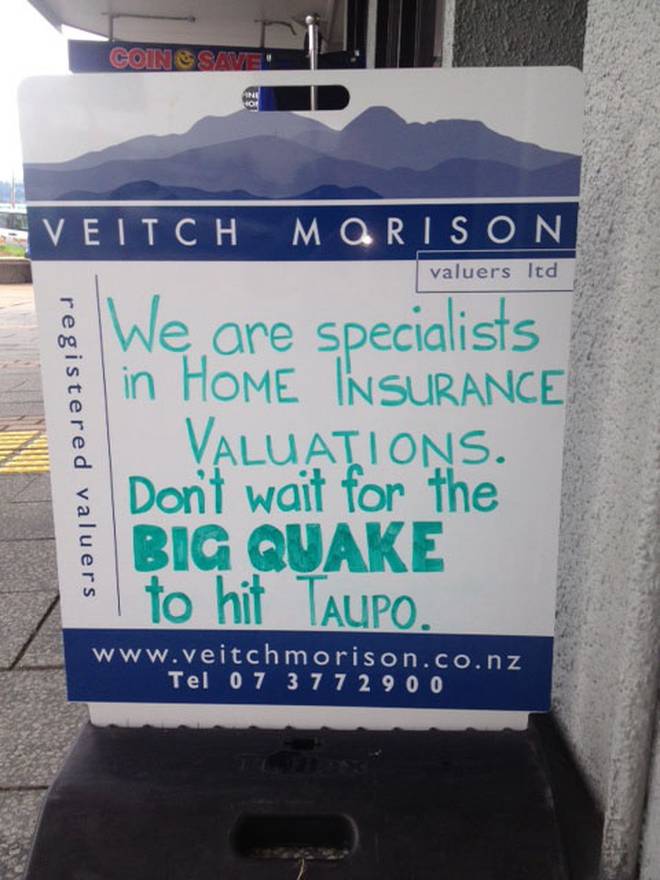 COIN SAVE
VEITCH MORISON
valuers ltd
registered valuers
We are specialists
in HOME INSURANCE
VALUATIONS.
Don't wait for the
BIG QUAKE
to hit TAUPO.
www.veitchmorison.co.nz
Tel 07 3772900